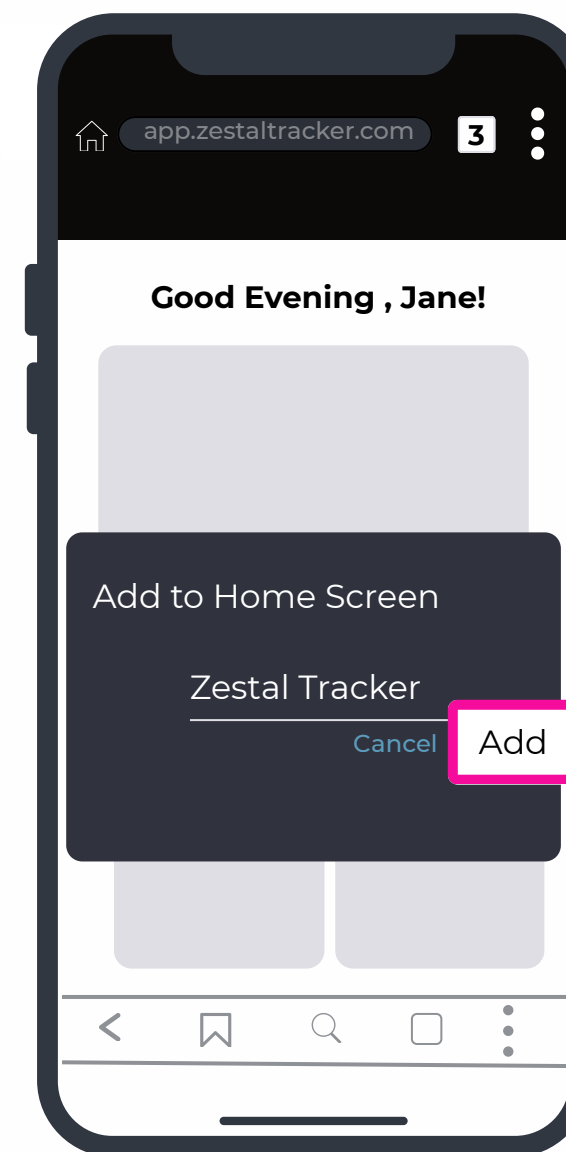 app.zestaltracker.com
3
Good Evening , Jane!
Add to Home Screen
Zestal Tracker
Cancel Add